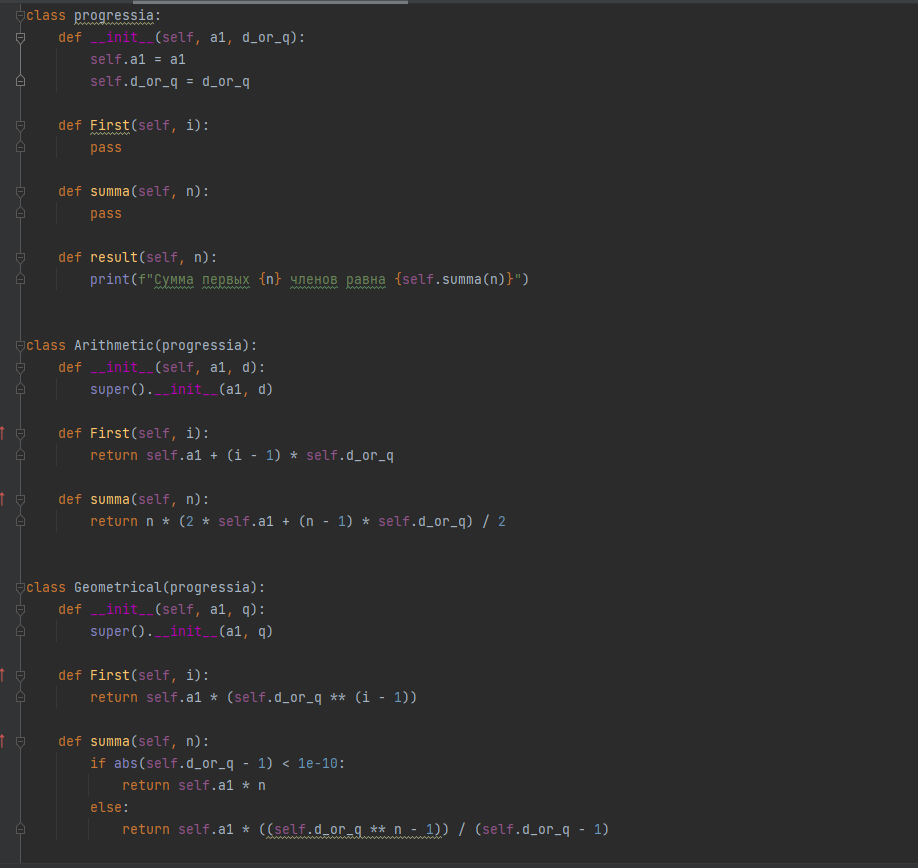 class progressia:
    def __init__(self, a1, d_or_q):
        self.a1 = a1
        self.d_or_q = d_or_q
    def First(self, i):
        pass
    def summa(self, n):
        pass
    def result(self, n):
        print(f"Сумма первых {n} членов равна {self.summa(n)}")
class Arithmetic(progressia):
    def __init__(self, a1, d):
        super().__init__(a1, d)
    def First(self, i):
        return self.a1 + (i - 1) * self.d_or_q
    def summa(self, n):
        return n * (2 * self.a1 + (n - 1) * self.d_or_q) / 2
class Geometrical(progressia):
    def __init__(self, a1, q):
        super().__init__(a1, q)
    def First(self, i):
        return self.a1 * (self.d_or_q ** (i - 1))
    def summa(self, n):
        if abs(self.d_or_q - 1) < 1e-10:
            return self.a1 * n
        else:
            return self.a1 * ((self.d_or_q ** n - 1)) / (self.d_or_q - 1)